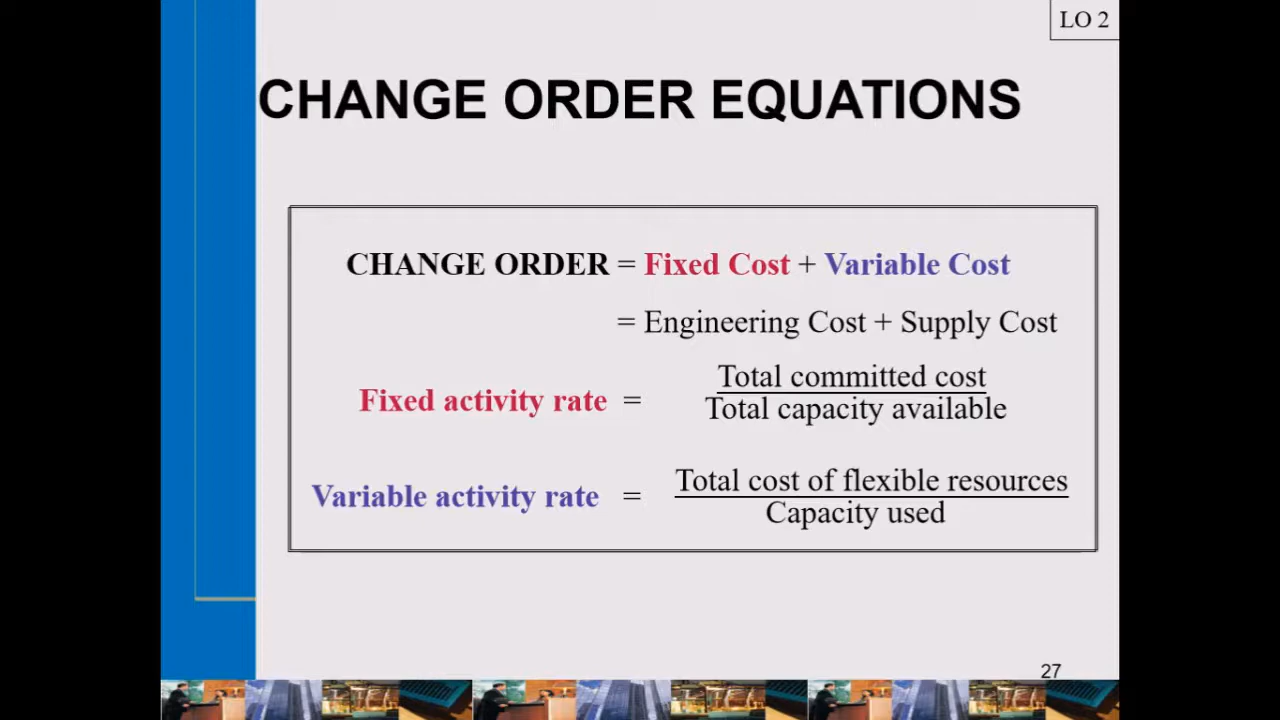 LO 2
CHANGE ORDER EQUATIONS
CHANGE ORDER = Fixed Cost + Variable Cost
= Engineering Cost + Supply Cost
Total committed cost
Fixed activity rate =
Total capacity available
Total cost of flexible resources
Variable activity rate =
Capacity used
27